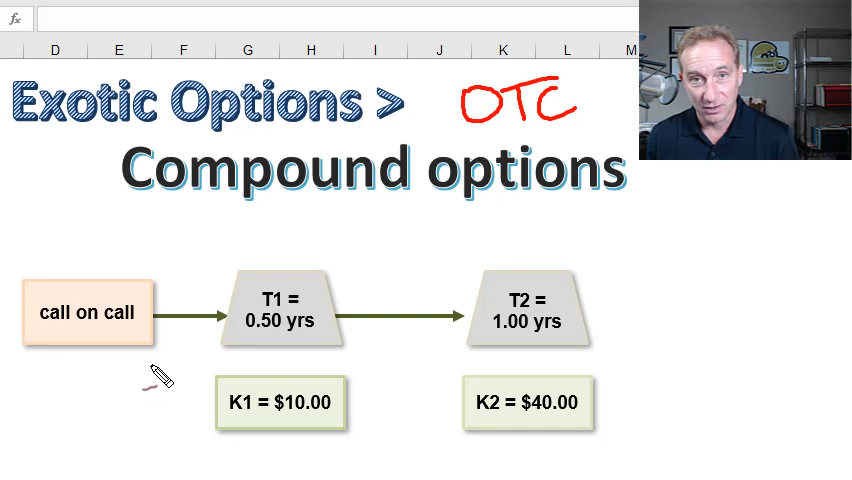 fx
D E F G H I J K L M
Exotic Options > OTC
Compound options
call on call
T1 =
0.50 yrs
T2 =
1.00 yrs
K1 = $10.00
K2 = $40.00